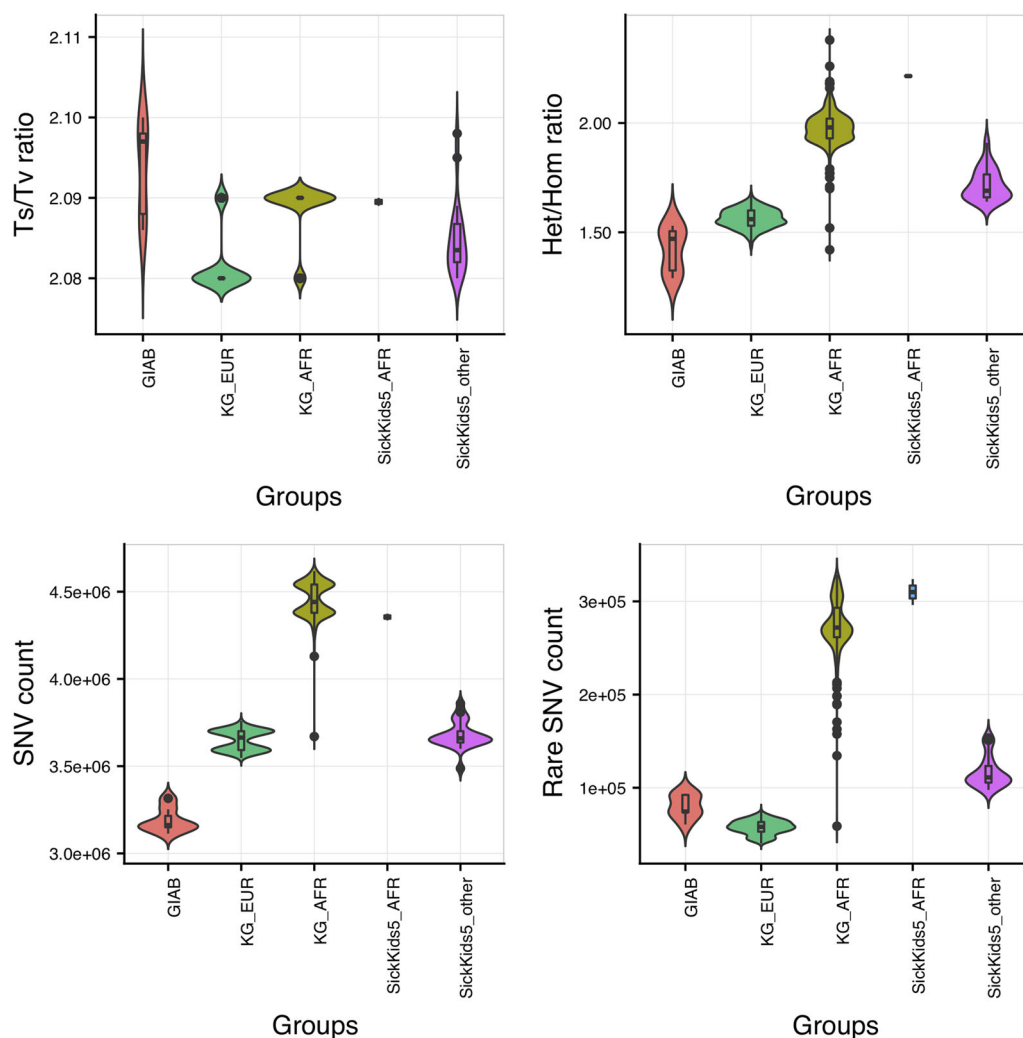 Ts/Tv ratio
2.11
2.10
2.09
2.08
GIAB
KG_EUR
KG_AFR
SickKids5_AFR
SickKids5_other
Groups
Het/Hom ratio
2.00
1.50
GIAB
KG_EUR
KG_AFR
SickKids5_AFR
SickKids5_other
Groups
SNV count
4.5e+06
4.0e+06
3.5e+06
3.0e+06
GIAB
KG_EUR
KG_AFR
SickKids5_AFR
SickKids5_other
Groups
Rare SNV count
3e+05
2e+05
1e+05
GIAB
KG_EUR
KG_AFR
SickKids5_AFR
SickKids5_other
Groups